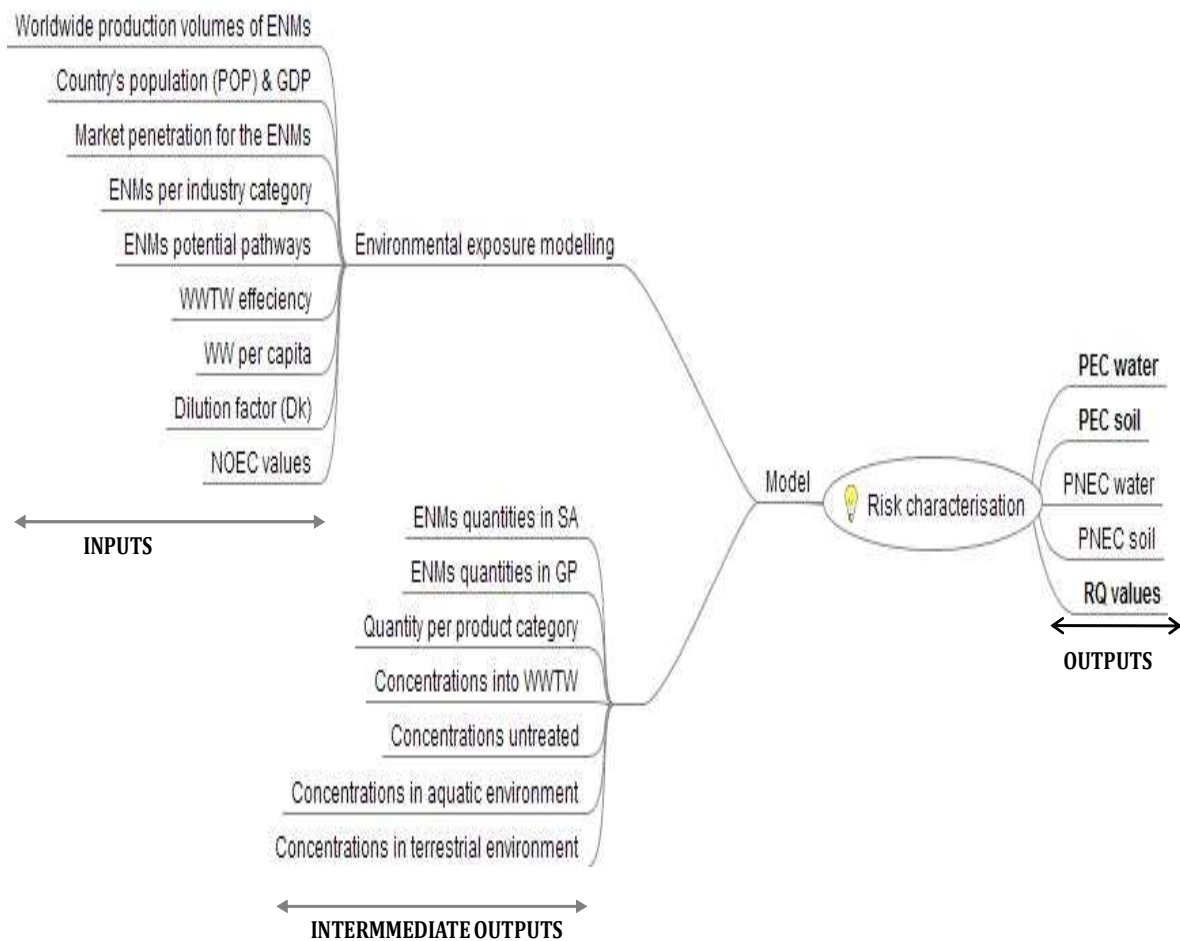 Worldwide production volumes of ENMs
Country's population (POP) & GDP
Market penetration for the ENMs
ENMs per industry category
ENMs potential pathways
WWTW effeciency
WW per capita
Dilution factor (Dk)
NOEC values
INPUTS
Environmental exposure modelling
ENMs quantities in SA
ENMs quantities in GP
Quantity per product category
Concentrations into WWTW
Concentrations untreated
Concentrations in aquatic environment
Concentrations in terrestrial environment
INTERMMEDIATE OUTPUTS
Model
Risk characterisation
PEC water
PEC soil
PNEC water
PNEC soil
RQ values
OUTPUTS